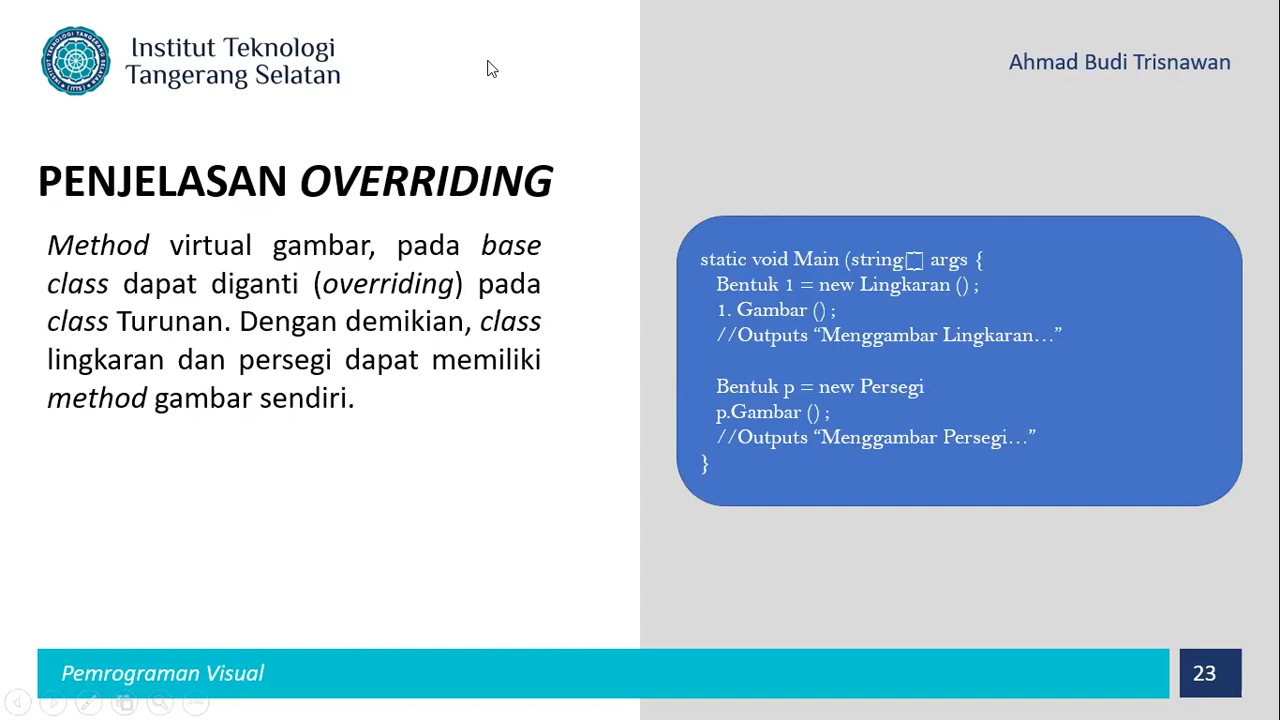 Institut Teknologi
Tangerang Selatan
Ahmad Budi Trisnawan
PENJELASAN OVERRIDING
Method virtual gambar, pada base
class dapat diganti (overriding) pada
class Turunan. Dengan demikian, class
lingkaran dan persegi dapat memiliki
method gambar sendiri.
static void Main (string[] args {
Bentuk 1 = new Lingkaran () ;
1. Gambar () ;
//Outputs “Menggambar Lingkaran…”
Bentuk p = new Persegi
p.Gambar () ;
//Outputs “Menggambar Persegi…”
}
Pemrograman Visual
23